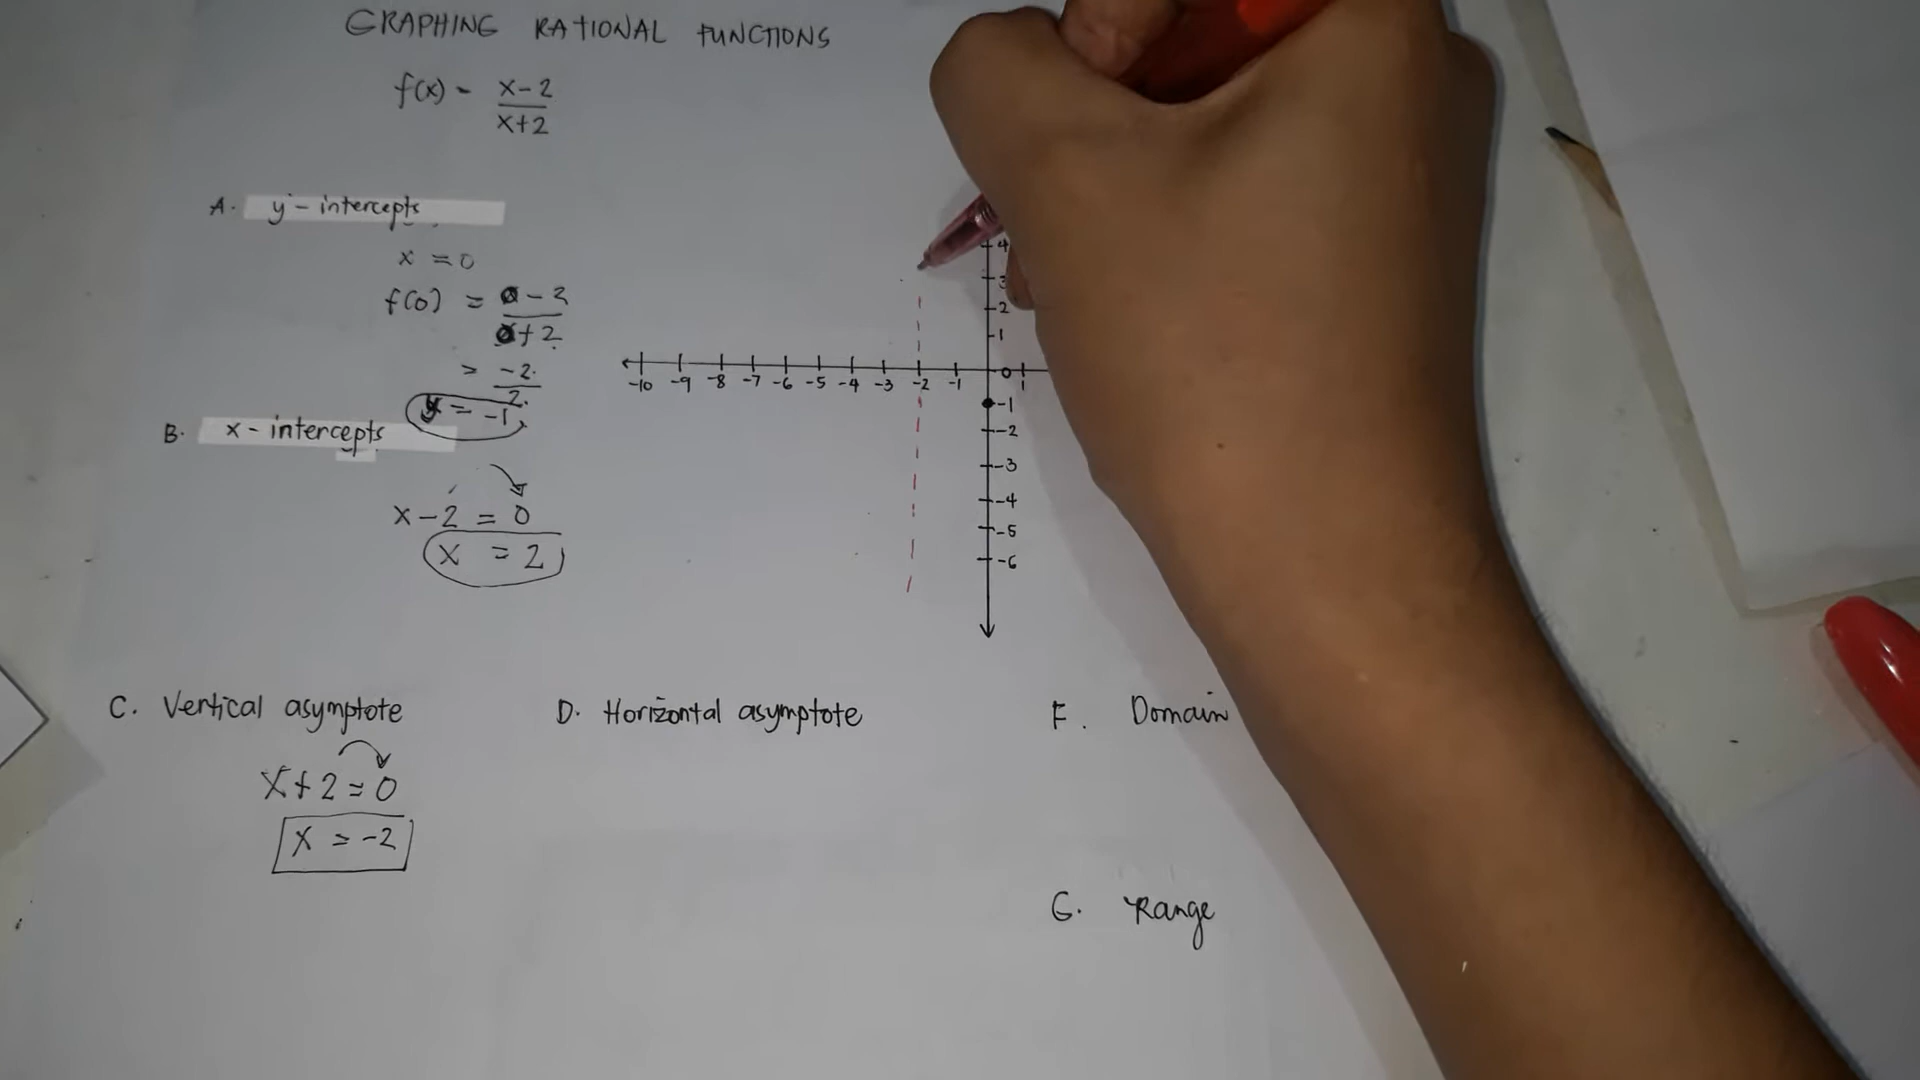 GRAPHING RATIONAL FUNCTIONS
f(x) - x-2
x+2
A. y-intercepts
x = 0
f(0) = 0-2
0+2
= -2
2
y = -1
B. x-intercepts
x-2 = 0
x = 2
4
3
2
1
-10 -9 -8 -7 -6 -5 -4 -3 -2 -1 0 1
-1
-2
-3
-4
-5
-6
C. Vertical asymptote
x+2=0
x = -2
D. Horizontal asymptote
F. Domain
G. Range